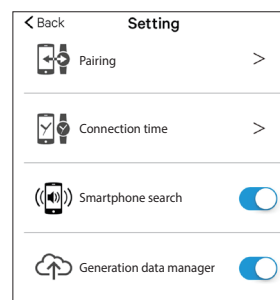 Back Setting
Pairing
Connection time
Smartphone search
Generation data manager